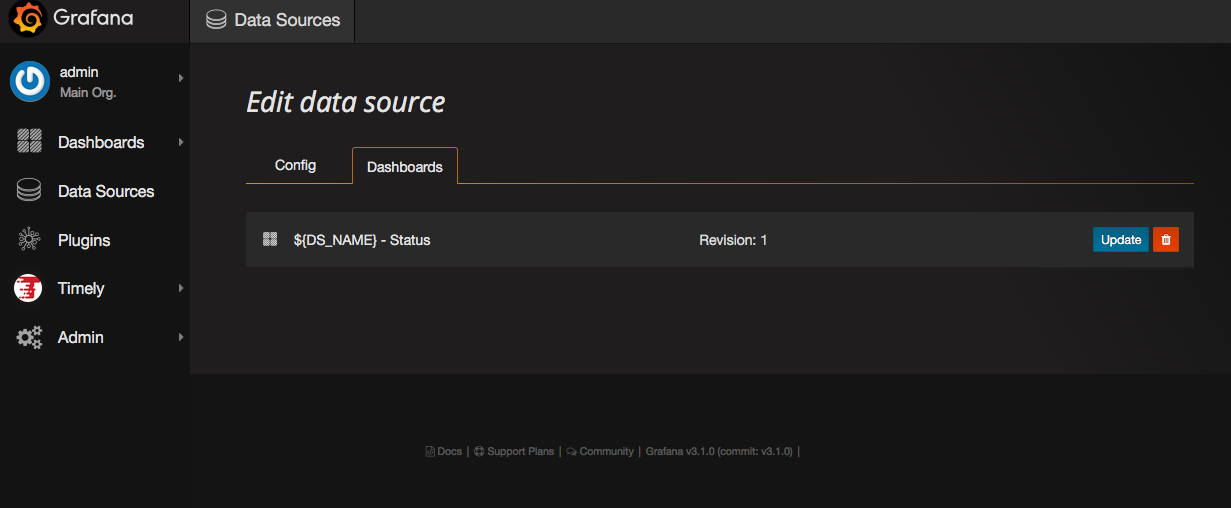 Grafana
Data Sources
admin
Main Org.
Dashboards
Data Sources
Plugins
Timely
Admin
Edit data source
Config
Dashboards
${DS_NAME} - Status Revision: 1 Update
Docs | Support Plans | Community | Grafana v3.1.0 (commit: v3.1.0) |